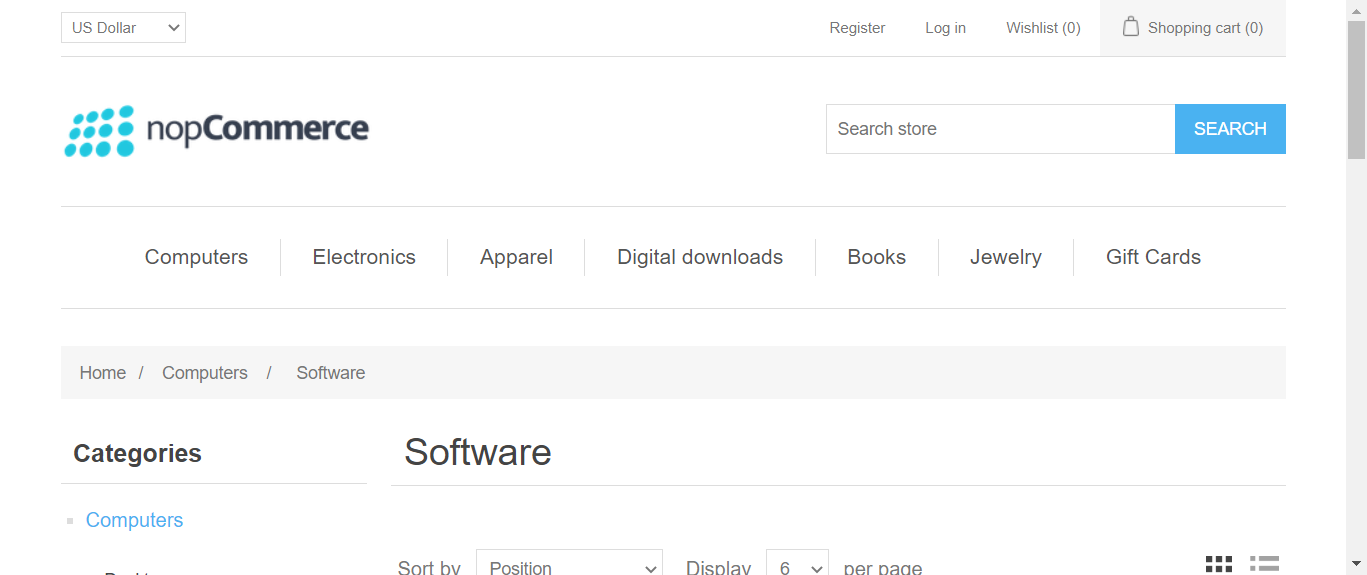 US Dollar Register Log in Wishlist (0) Shopping cart (0)
nopCommerce Search store SEARCH
Computers Electronics Apparel Digital downloads Books Jewelry Gift Cards
Home / Computers / Software
Categories
Software
Computers
Sort by Position Display 6 per page